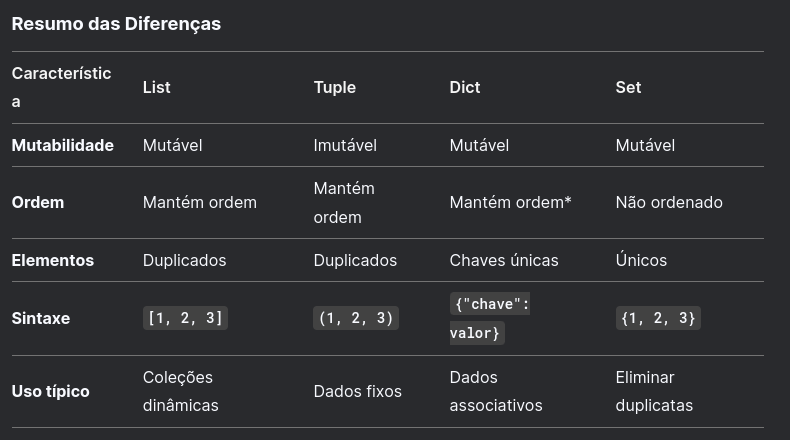 Resumo das Diferenças
Característic
a
List
Tuple
Dict
Set
Mutabilidade
Mutável
Imutável
Mutável
Mutável
Ordem
Mantém ordem
Mantém
ordem
Mantém ordem*
Não ordenado
Elementos
Duplicados
Duplicados
Chaves únicas
Únicos
Sintaxe
[1, 2, 3]
(1, 2, 3)
{"chave":
valor}
{1, 2, 3}
Uso típico
Coleções
dinâmicas
Dados fixos
Dados
associativos
Eliminar
duplicatas